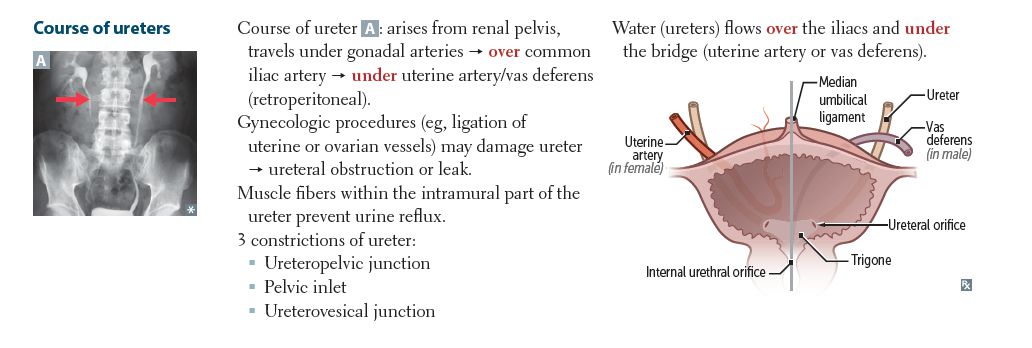 Course of ureters
A
*
Course of ureter A : arises from renal pelvis,
travels under gonadal arteries → over common
iliac artery → under uterine artery/vas deferens
(retroperitoneal).
Gynecologic procedures (eg, ligation of
uterine or ovarian vessels) may damage ureter
→ ureteral obstruction or leak.
Muscle fibers within the intramural part of the
ureter prevent urine reflux.
3 constrictions of ureter:
▪ Ureteropelvic junction
▪ Pelvic inlet
▪ Ureterovesical junction
Water (ureters) flows over the iliacs and under
the bridge (uterine artery or vas deferens).
Median
umbilical
ligament
Ureter
Uterine
artery
(in female)
Vas
deferens
(in male)
Ureteral orifice
Trigone
Internal urethral orifice
Rx